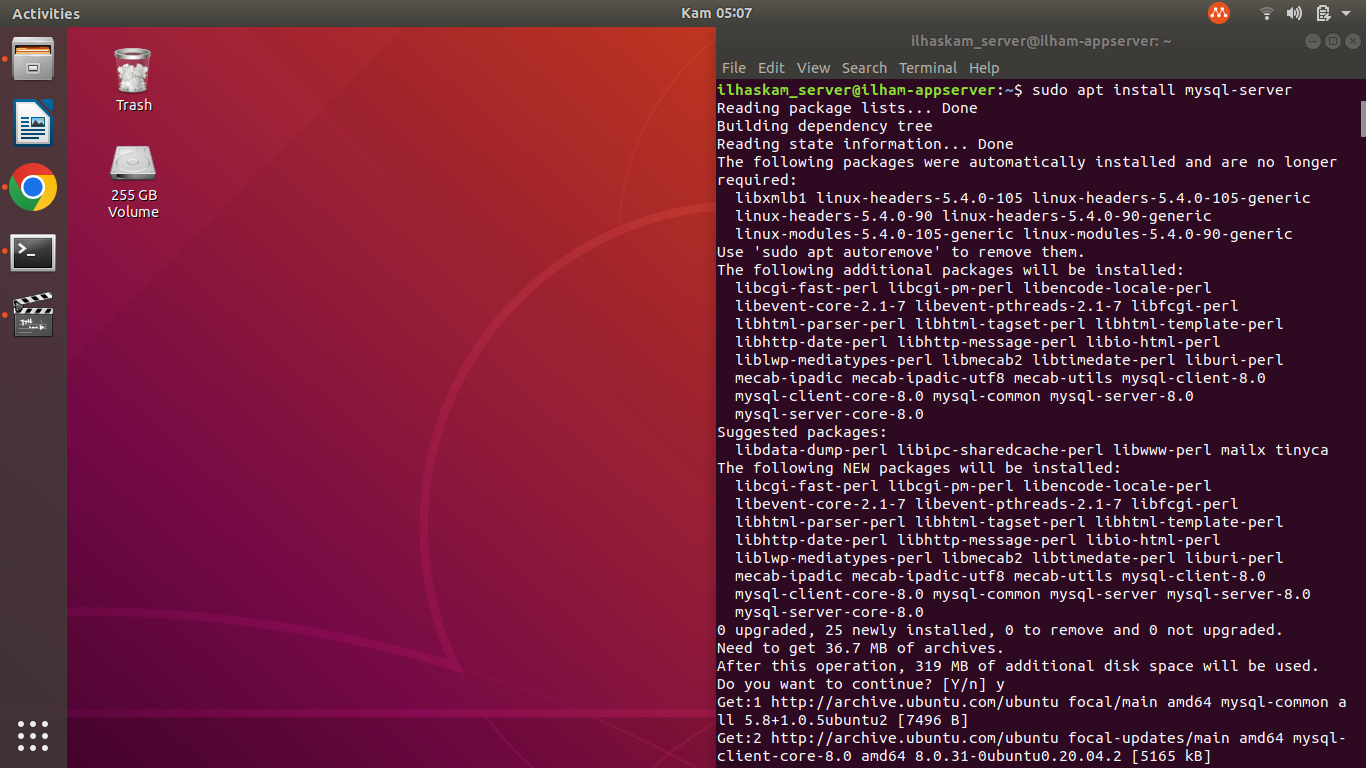 Activities
Kam 05:07
Trash
255 GB
Volume
ilhaskam_server@ilham-appserver: ~
File Edit View Search Terminal Help
ilhaskam_server@ilham-appserver:~$ sudo apt install mysql-server
Reading package lists... Done
Building dependency tree
Reading state information... Done
The following packages were automatically installed and are no longer
required:
  libxmlb1 linux-headers-5.4.0-105 linux-headers-5.4.0-105-generic
  linux-headers-5.4.0-90 linux-headers-5.4.0-90-generic
  linux-modules-5.4.0-105-generic linux-modules-5.4.0-90-generic
Use 'sudo apt autoremove' to remove them.
The following additional packages will be installed:
  libcgi-fast-perl libcgi-pm-perl libencode-locale-perl
  libevent-core-2.1-7 libevent-pthreads-2.1-7 libfcgi-perl
  libhtml-parser-perl libhtml-tagset-perl libhtml-template-perl
  libhttp-date-perl libhttp-message-perl libio-html-perl
  liblwp-mediatypes-perl libmecab2 libtimedate-perl liburi-perl
  mecab-ipadic mecab-ipadic-utf8 mecab-utils mysql-client-8.0
  mysql-client-core-8.0 mysql-common mysql-server-8.0
  mysql-server-core-8.0
Suggested packages:
  libdata-dump-perl libipc-sharedcache-perl libwww-perl mailx tinyca
The following NEW packages will be installed:
  libcgi-fast-perl libcgi-pm-perl libencode-locale-perl
  libevent-core-2.1-7 libevent-pthreads-2.1-7 libfcgi-perl
  libhtml-parser-perl libhtml-tagset-perl libhtml-template-perl
  libhttp-date-perl libhttp-message-perl libio-html-perl
  liblwp-mediatypes-perl libmecab2 libtimedate-perl liburi-perl
  mecab-ipadic mecab-ipadic-utf8 mecab-utils mysql-client-8.0
  mysql-client-core-8.0 mysql-common mysql-server mysql-server-8.0
  mysql-server-core-8.0
0 upgraded, 25 newly installed, 0 to remove and 0 not upgraded.
Need to get 36.7 MB of archives.
After this operation, 319 MB of additional disk space will be used.
Do you want to continue? [Y/n] y
Get:1 http://archive.ubuntu.com/ubuntu focal/main amd64 mysql-common a
ll 5.8+1.0.5ubuntu2 [7496 B]
Get:2 http://archive.ubuntu.com/ubuntu focal-updates/main amd64 mysql-
client-core-8.0 amd64 8.0.31-0ubuntu0.20.04.2 [5165 kB]